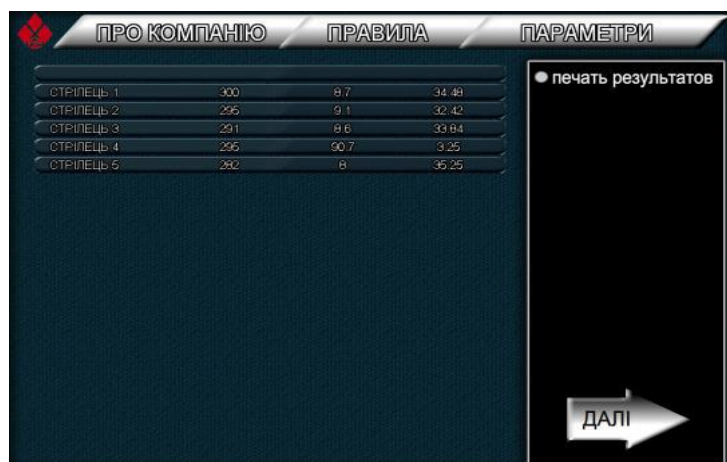 ПРО КОМПАНІЮ ПРАВИЛА ПАРАМЕТРИ
печать результатов
СТРІЛЕЦЬ 1 300 8.7 34.48
СТРІЛЕЦЬ 2 295 9.1 32.42
СТРІЛЕЦЬ 3 291 8.6 33.84
СТРІЛЕЦЬ 4 295 90.7 3.25
СТРІЛЕЦЬ 5 282 8 35.25
ДАЛІ